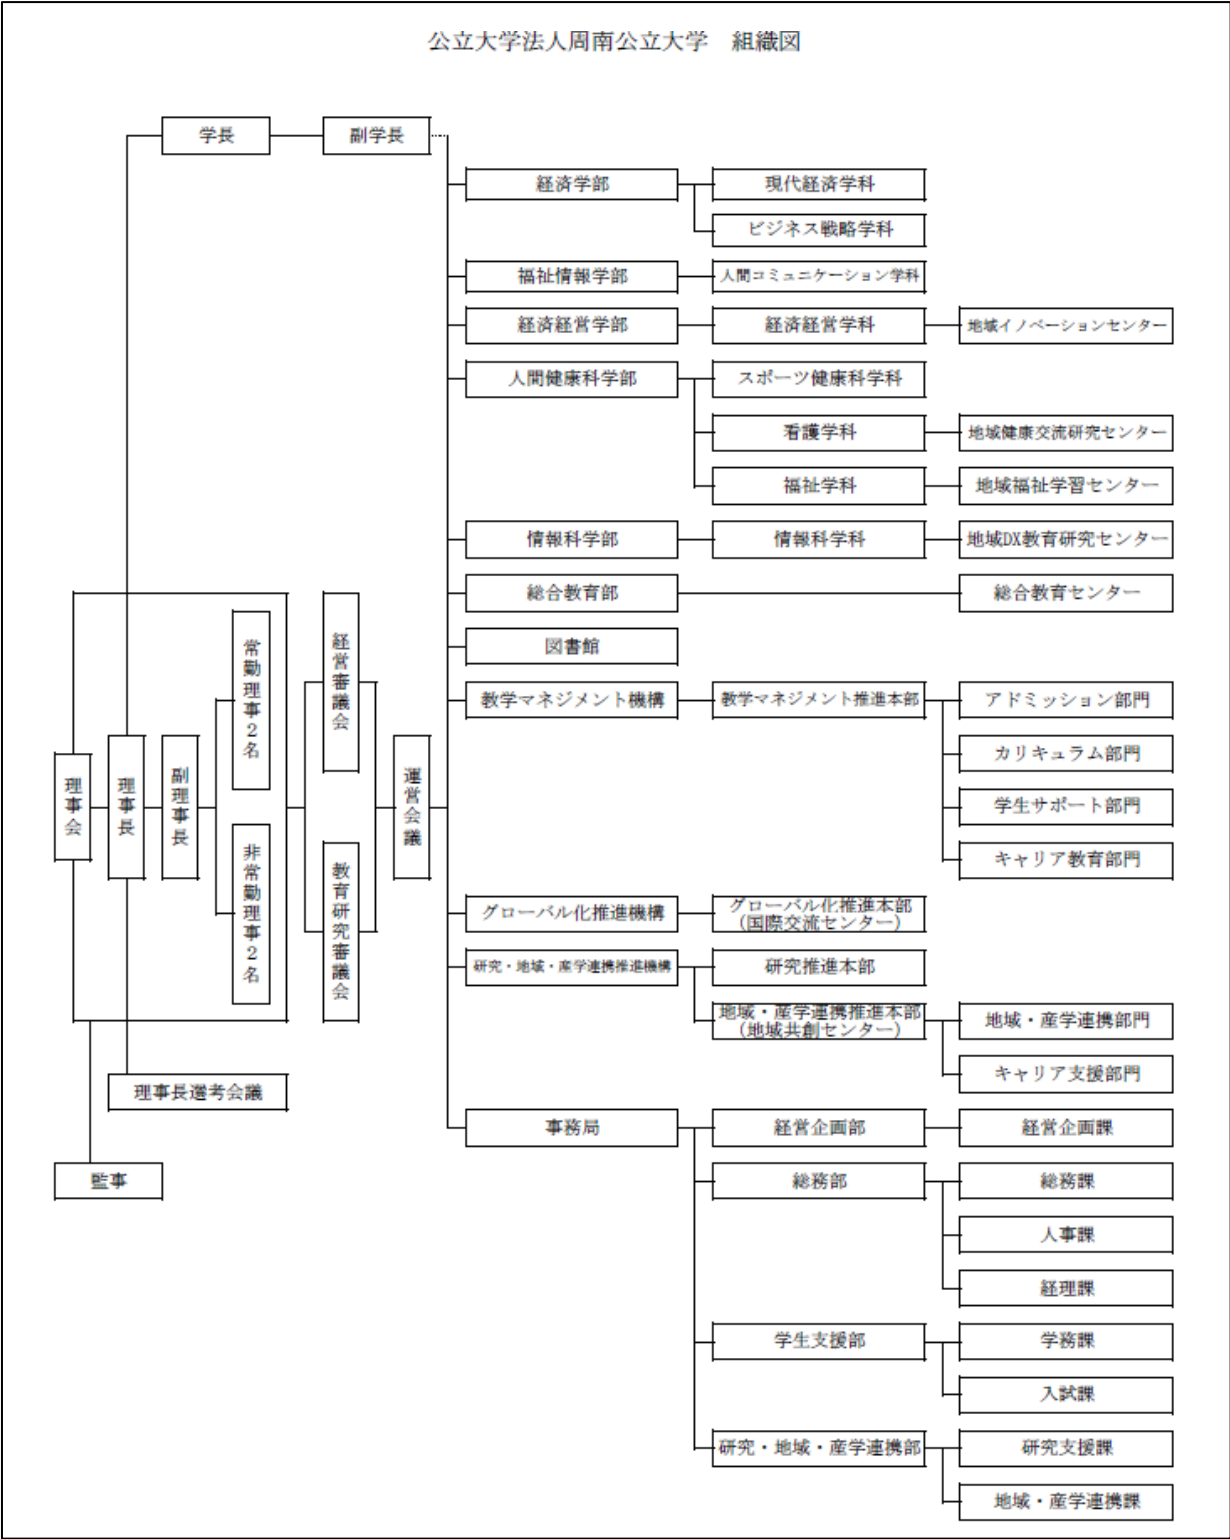 公立大学法人周南公立大学　組織図
学長
副学長
経済学部
現代経済学科
ビジネス戦略学科
福祉情報学部
人間コミュニケーション学科
経済経営学部
経済経営学科
地域イノベーションセンター
人間健康科学部
スポーツ健康科学科
看護学科
地域健康交流研究センター
福祉学科
地域福祉学習センター
情報科学部
情報科学科
地域DX教育研究センター
総合教育部
総合教育センター
図書館
教学マネジメント機構
教学マネジメント推進本部
アドミッション部門
カリキュラム部門
学生サポート部門
キャリア教育部門
理事会
理事長
副理事長
常勤理事2名
非常勤理事2名
経営審議会
教育研究審議会
運営会議
グローバル化推進機構
グローバル化推進本部
（国際交流センター）
研究・地域・産学連携推進機構
研究推進本部
地域・産学連携推進本部
（地域共創センター）
地域・産学連携部門
キャリア支援部門
理事長選考会議
監事
事務局
経営企画部
経営企画課
総務部
総務課
人事課
経理課
学生支援部
学務課
入試課
研究・地域・産学連携部
研究支援課
地域・産学連携課